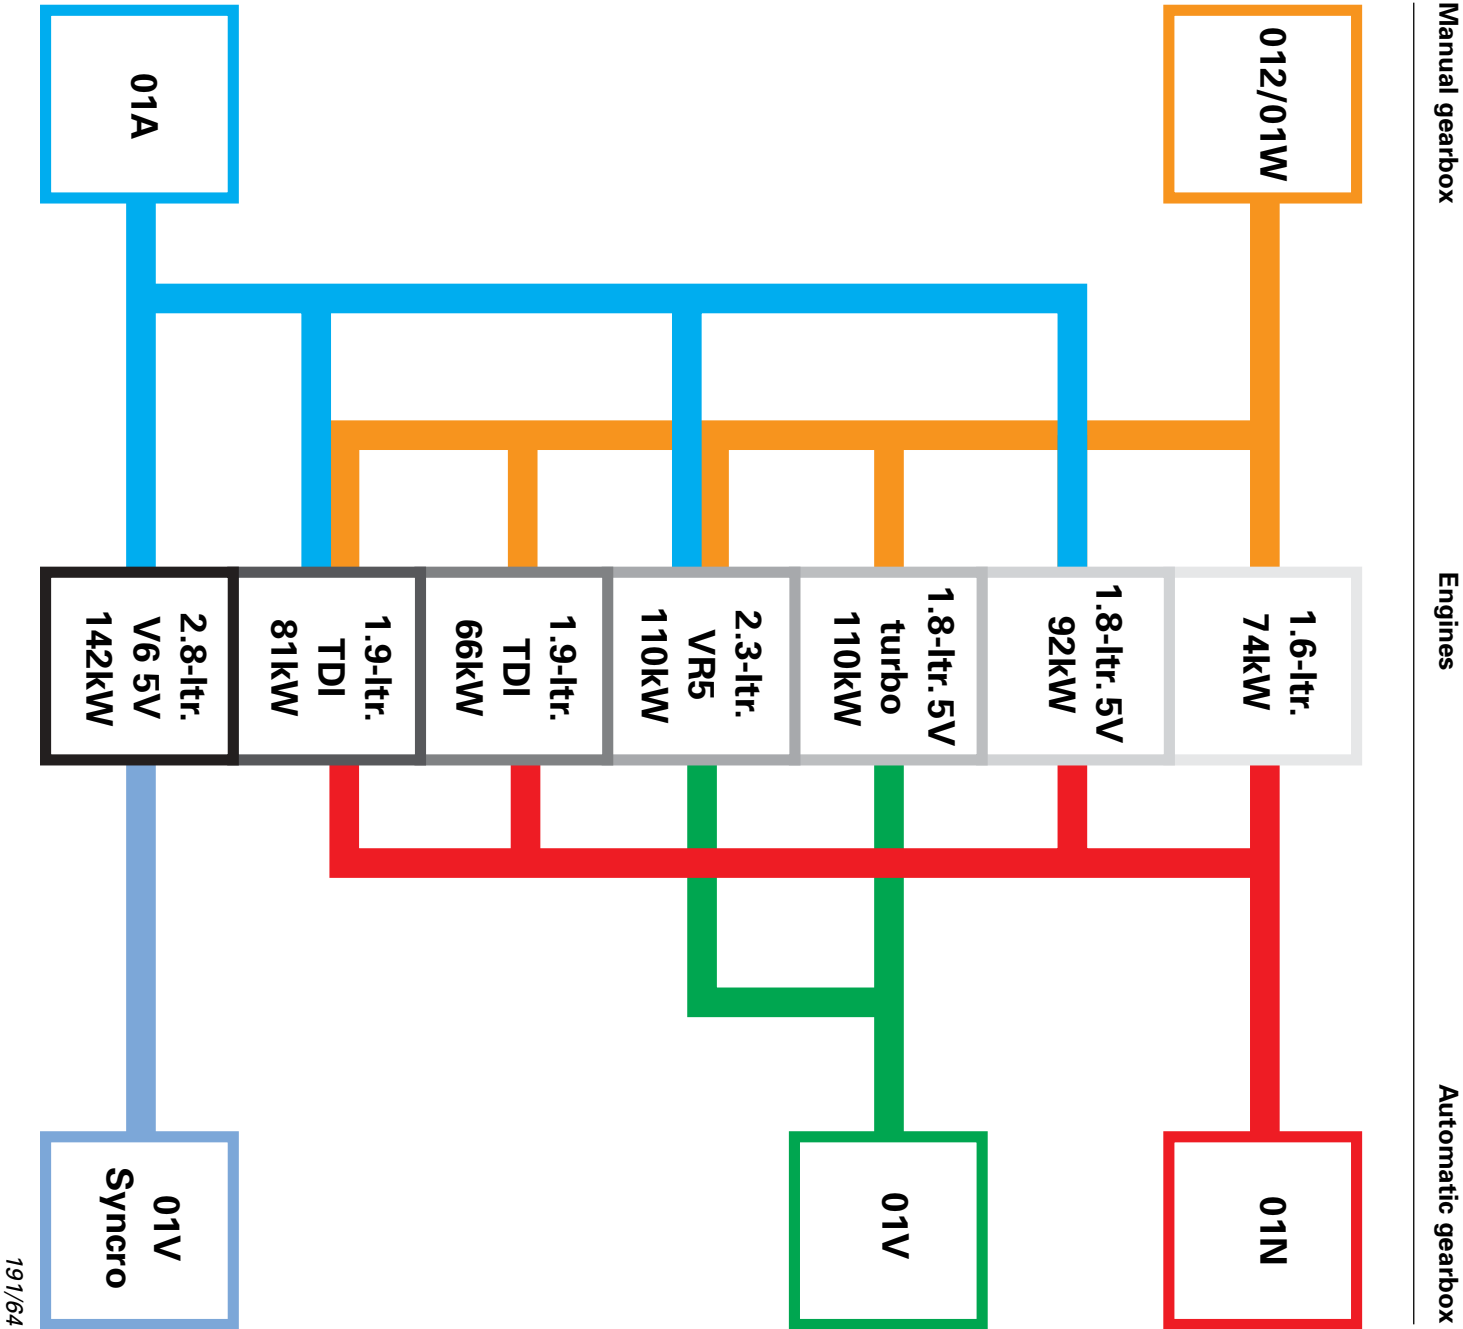 Manual gearbox
Engines
Automatic gearbox
012/01W
1.6-ltr.
74kW
01N
1.8-ltr. 5V
92kW
1.8-ltr. 5V
turbo
110kW
01V
2.3-ltr.
VR5
110kW
1.9-ltr.
TDI
66kW
1.9-ltr.
TDI
81kW
01A
2.8-ltr.
V6 5V
142kW
01V
Syncro
191/64